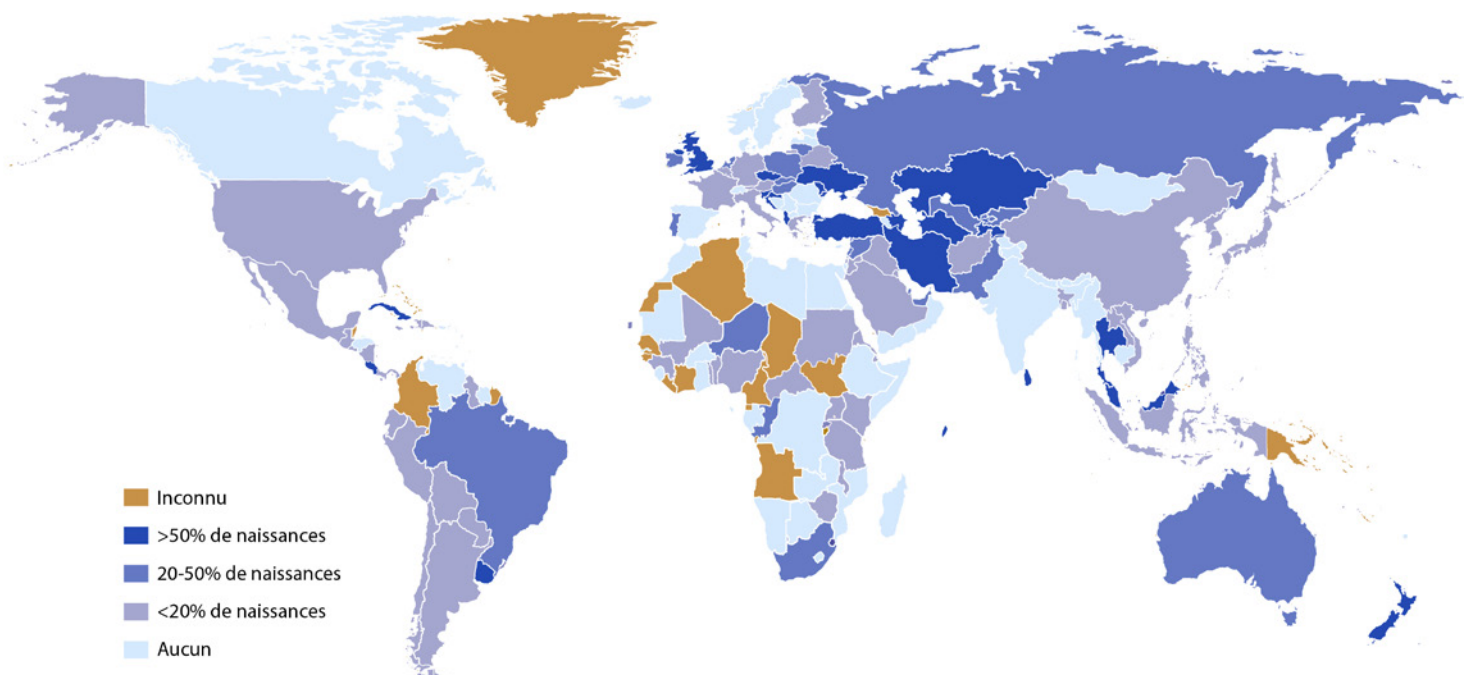 Inconnu
>50% de naissances
20-50% de naissances
<20% de naissances
Aucun